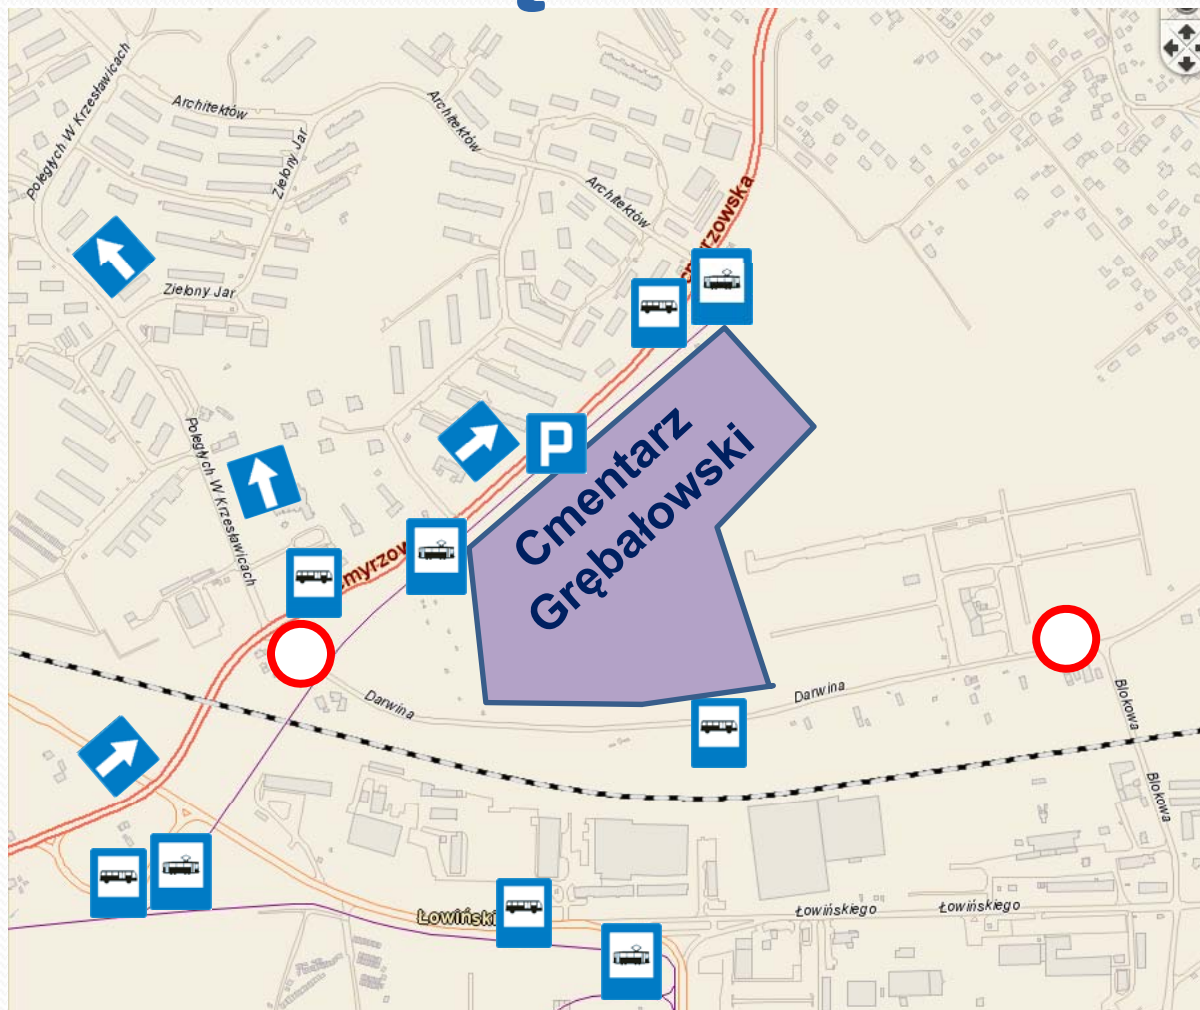 Poległych W Krzesławicach
Architektów
Zielony Jar
Architektów
Architektów
Zielony Jar
P
Cmentarz
Grębałowski
Poległych W Krzesławicach
Darwina
Darwina
Blokowa
Blokowa
Łowińskiego
Łowińskiego